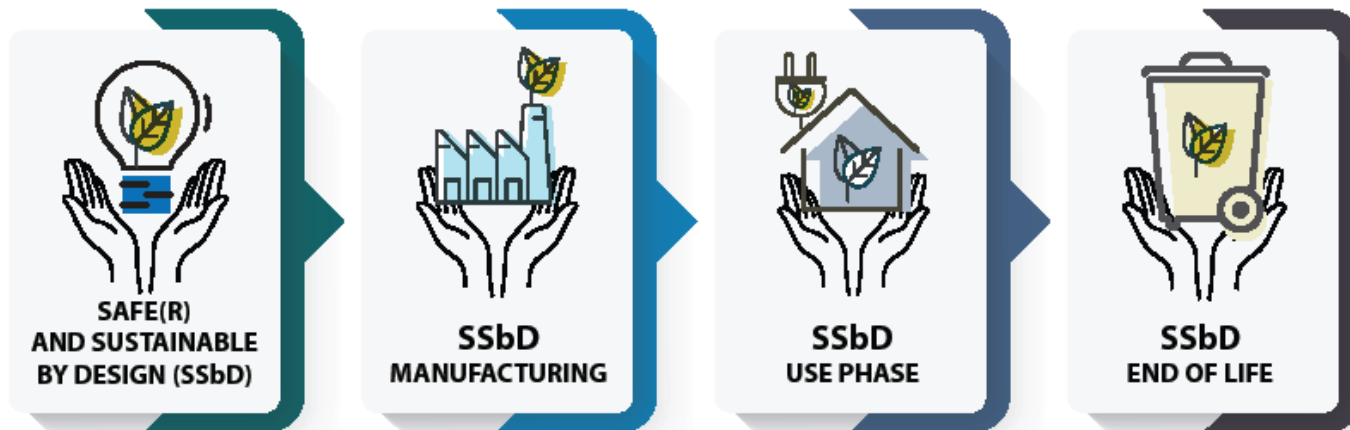 SAFE(R)
AND SUSTAINABLE
BY DESIGN (SSbD)
SSbD
MANUFACTURING
SSbD
USE PHASE
SSbD
END OF LIFE